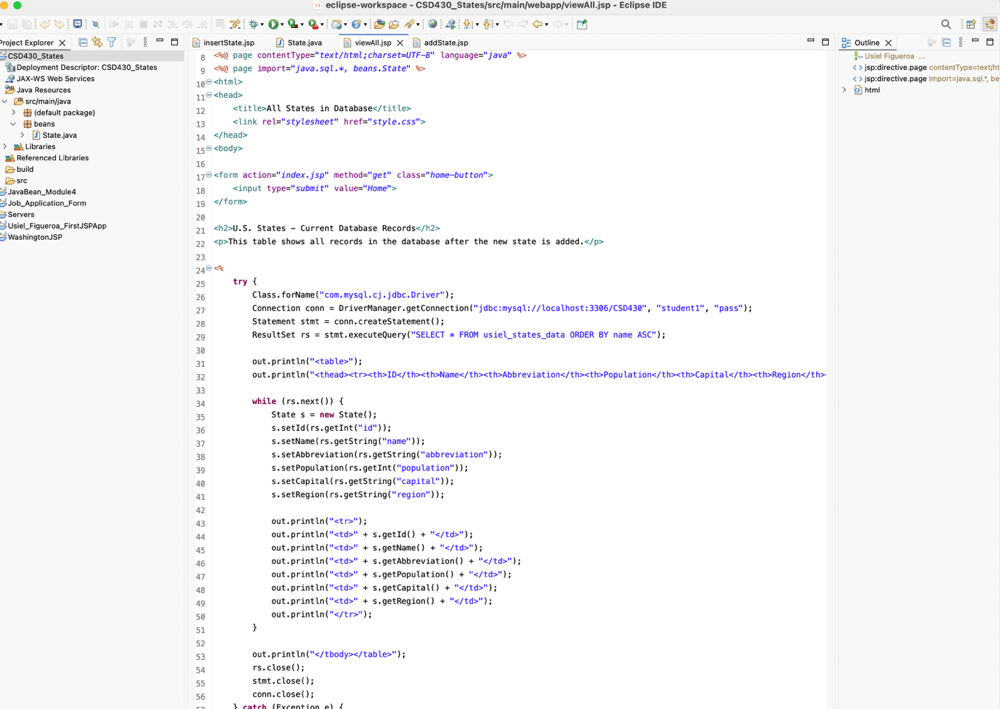 eclipse-workspace - CSD430_States/src/main/webapp/viewAll.jsp - Eclipse IDE
Project Explorer
CSD430_States
Deployment Descriptor: CSD430_States
JAX-WS Web Services
Java Resources
src/main/java
(default package)
beans
State.java
Libraries
Referenced Libraries
build
src
JavaBean_Module4
Job_Application_Form
Servers
Usiel_Figueroa_FirstJSPApp
WashingtonJSP
insertState.jsp State.java viewAll.jsp addState.jsp
8 <%@ page contentType="text/html;charset=UTF-8" language="java" %>
9 <%@ page import="java.sql.*, beans.State" %>
10 <html>
11 <head>
12 <title>All States in Database</title>
13 <link rel="stylesheet" href="style.css">
14 </head>
15 <body>
16
17 <form action="index.jsp" method="get" class="home-button">
18 <input type="submit" value="Home">
19 </form>
20
21 <h2>U.S. States - Current Database Records</h2>
22 <p>This table shows all records in the database after the new state is added.</p>
23
24 <%
25 try {
26 Class.forName("com.mysql.cj.jdbc.Driver");
27 Connection conn = DriverManager.getConnection("jdbc:mysql://localhost:3306/CSD430", "student1", "pass");
28 Statement stmt = conn.createStatement();
29 ResultSet rs = stmt.executeQuery("SELECT * FROM usiel_states_data ORDER BY name ASC");
30
31 out.println("<table>");
32 out.println("<thead><tr><th>ID</th><th>Name</th><th>Abbreviation</th><th>Population</th><th>Capital</th><th>Region</th>
33
34 while (rs.next()) {
35 State s = new State();
36 s.setId(rs.getInt("id"));
37 s.setName(rs.getString("name"));
38 s.setAbbreviation(rs.getString("abbreviation"));
39 s.setPopulation(rs.getInt("population"));
40 s.setCapital(rs.getString("capital"));
41 s.setRegion(rs.getString("region"));
42
43 out.println("<tr>");
44 out.println("<td>" + s.getId() + "</td>");
45 out.println("<td>" + s.getName() + "</td>");
46 out.println("<td>" + s.getAbbreviation() + "</td>");
47 out.println("<td>" + s.getPopulation() + "</td>");
48 out.println("<td>" + s.getCapital() + "</td>");
49 out.println("<td>" + s.getRegion() + "</td>");
50 out.println("</tr>");
51 }
52
53 out.println("</tbody></table>");
54 rs.close();
55 stmt.close();
56 conn.close();
57 } catch (Exception e) {
Outline
Usiel Figueroa ...
jsp:directive.page contentType=text/ht
jsp:directive.page import=java.sql.*, be
html